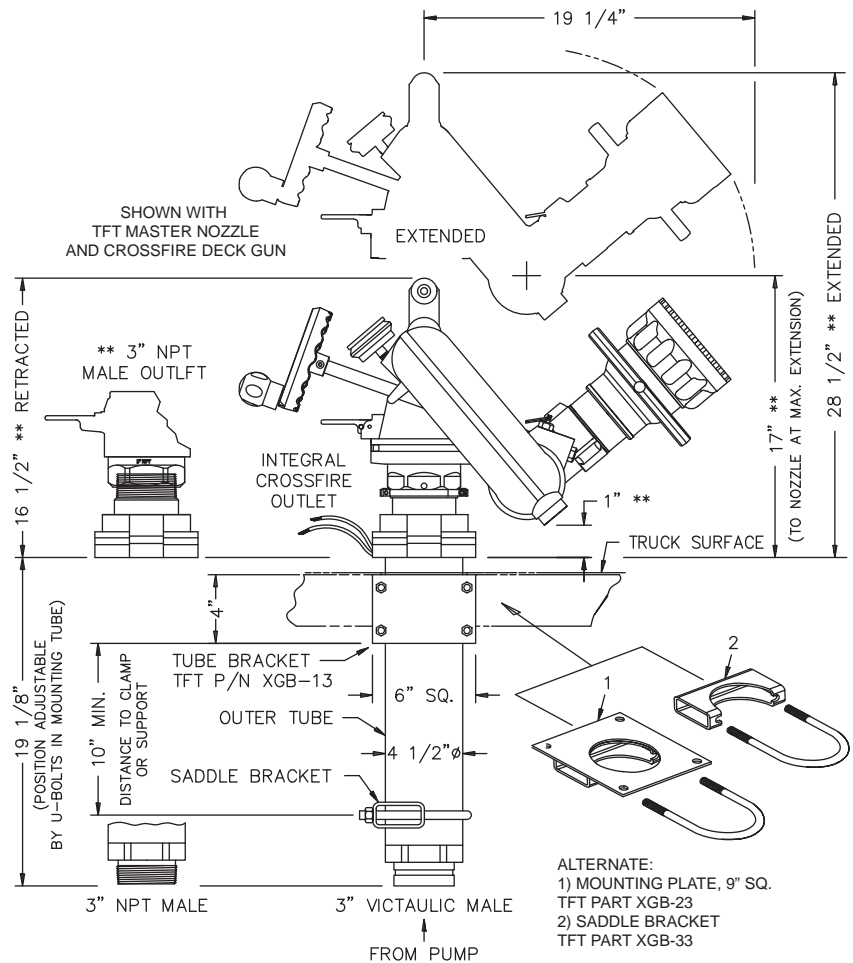 19 1/4"
SHOWN WITH
TFT MASTER NOZZLE
AND CROSSFIRE DECK GUN
EXTENDED
16 1/2" ** RETRACTED
** 3" NPT
MALE OUTLFT
3" NPT
INTEGRAL
CROSSFIRE
OUTLET
1" **
17" **
(TO NOZZLE AT MAX. EXTENSION)
28 1/2" ** EXTENDED
TRUCK SURFACE
4"
TUBE BRACKET
TFT P/N XGB-13
6" SQ.
19 1/8"
(POSITION ADJUSTABLE
BY U-BOLTS IN MOUNTING TUBE)
10" MIN.
DISTANCE TO CLAMP
OR SUPPORT
OUTER TUBE
4 1/2"ø
SADDLE BRACKET
1
2
3" NPT MALE
3" VICTAULIC MALE
FROM PUMP
ALTERNATE:
1) MOUNTING PLATE, 9" SQ.
TFT PART XGB-23
2) SADDLE BRACKET
TFT PART XGB-33